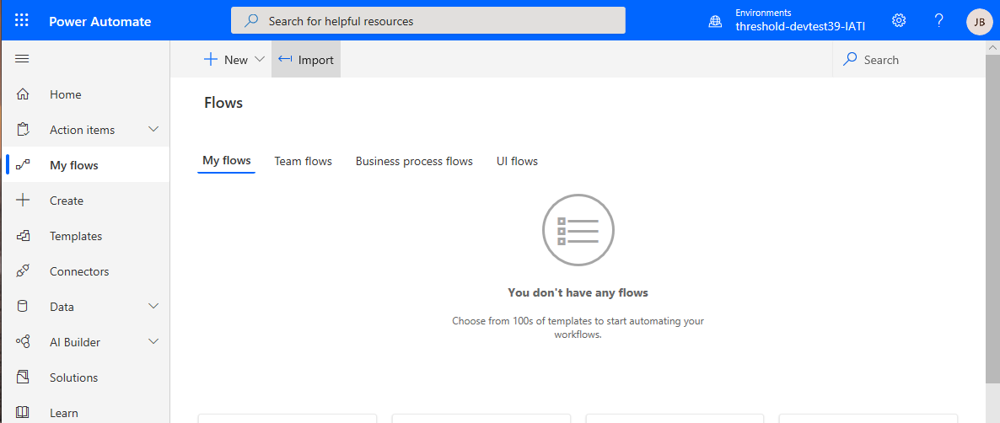 Power Automate
Search for helpful resources
Environments
threshold-devtest39-IATI
?
JB
New
Import
Search
Home
Action items
My flows
Create
Templates
Connectors
Data
AI Builder
Solutions
Learn
Flows
My flows Team flows Business process flows UI flows
You don't have any flows
Choose from 100s of templates to start automating your
workflows.